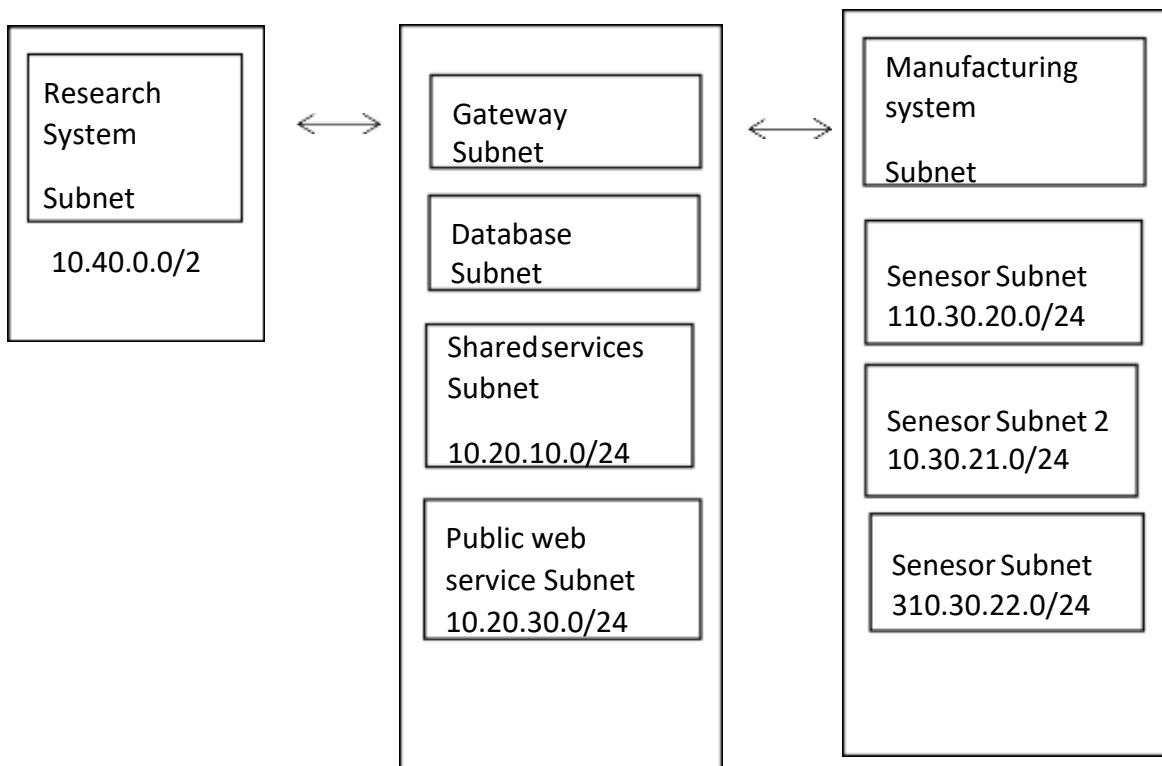 Research
System
Subnet
10.40.0.0/2
Gateway
Subnet
Database
Subnet
Sharedservices
Subnet
10.20.10.0/24
Public web
service Subnet
10.20.30.0/24
Manufacturing
system
Subnet
Senesor Subnet
110.30.20.0/24
Senesor Subnet 2
10.30.21.0/24
Senesor Subnet
310.30.22.0/24